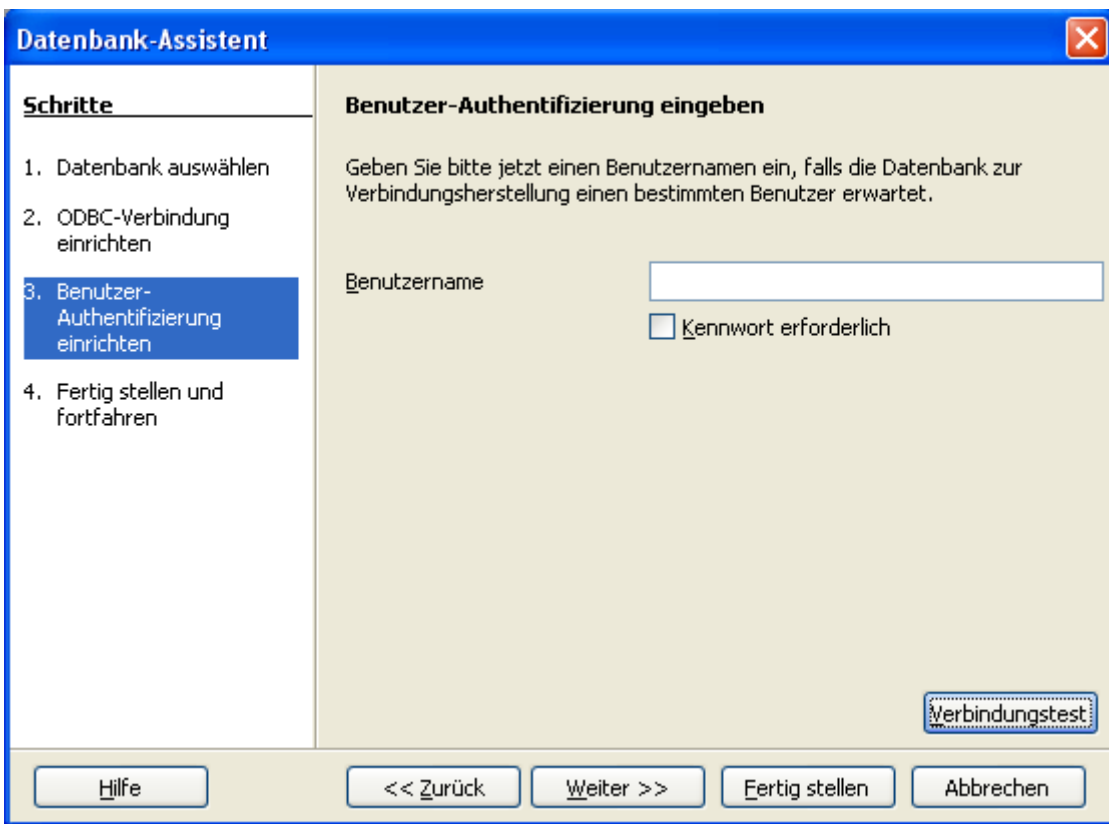 Datenbank-Assistent
Schritte
1. Datenbank auswählen
2. ODBC-Verbindung
einrichten
3. Benutzer-
Authentifizierung
einrichten
4. Fertig stellen und
fortfahren
Benutzer-Authentifizierung eingeben
Geben Sie bitte jetzt einen Benutzernamen ein, falls die Datenbank zur
Verbindungsherstellung einen bestimmten Benutzer erwartet.
Benutzername
Kennwort erforderlich
Verbindungstest
Hilfe
<< Zurück
Weiter >>
Fertig stellen
Abbrechen